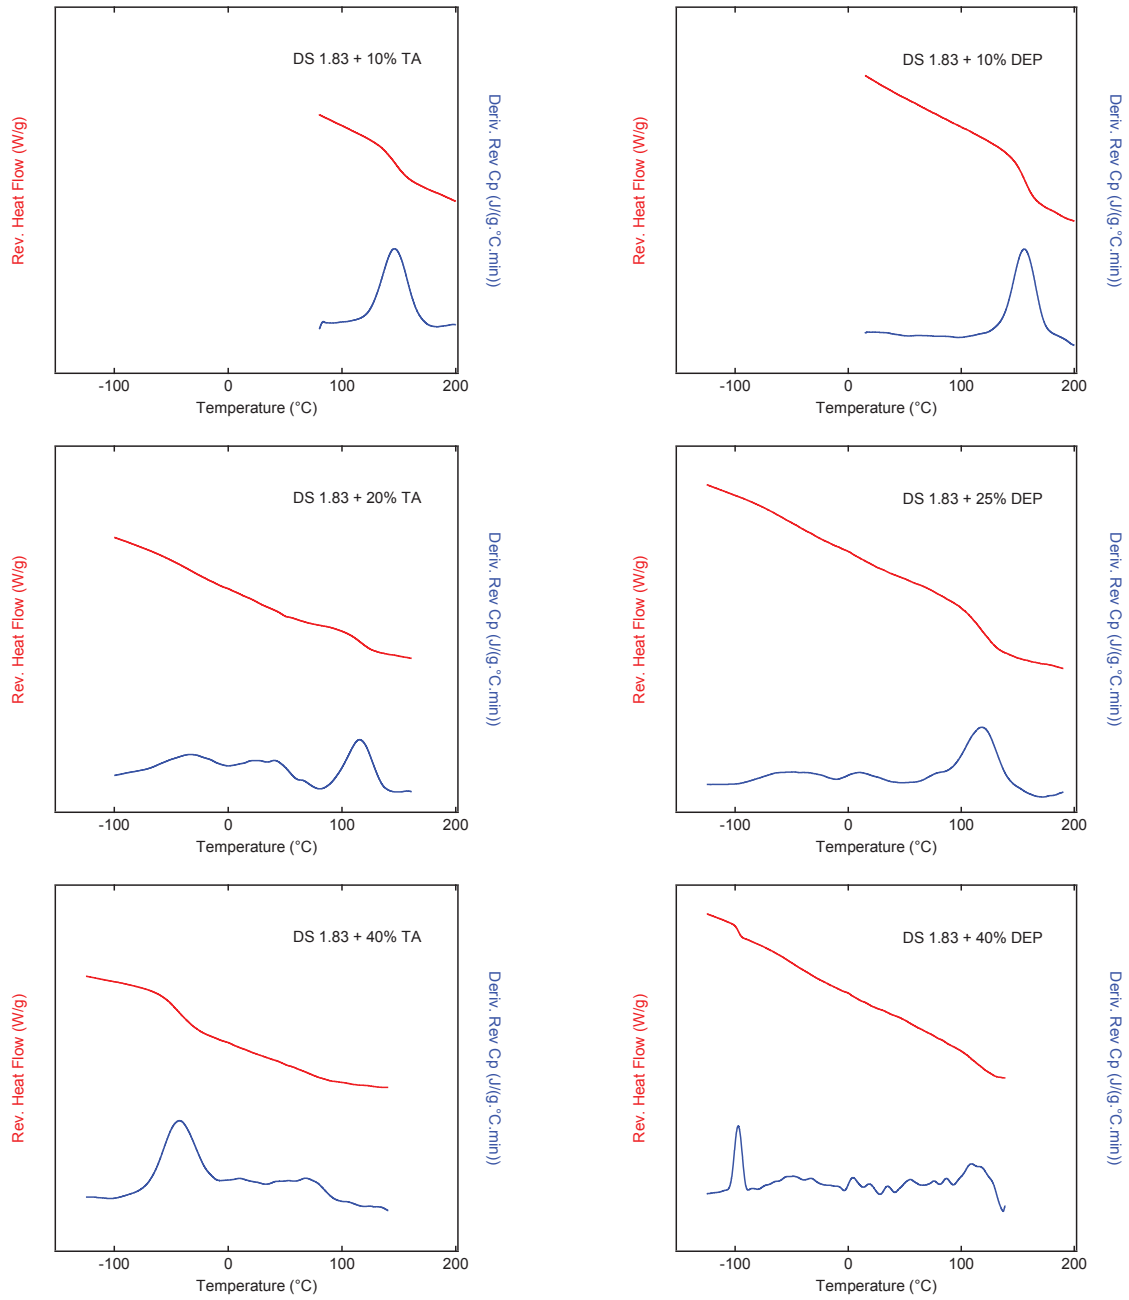 DS 1.83 + 10% TA
Rev. Heat Flow (W/g)
Deriv. Rev Cp (J/(g.°C.min))
-100 0 100 200
Temperature (°C)
DS 1.83 + 10% DEP
Rev. Heat Flow (W/g)
Deriv. Rev Cp (J/(g.°C.min))
-100 0 100 200
Temperature (°C)
DS 1.83 + 20% TA
Rev. Heat Flow (W/g)
Deriv. Rev Cp (J/(g.°C.min))
-100 0 100 200
Temperature (°C)
DS 1.83 + 25% DEP
Rev. Heat Flow (W/g)
Deriv. Rev Cp (J/(g.°C.min))
-100 0 100 200
Temperature (°C)
DS 1.83 + 40% TA
Rev. Heat Flow (W/g)
Deriv. Rev Cp (J/(g.°C.min))
-100 0 100 200
Temperature (°C)
DS 1.83 + 40% DEP
Rev. Heat Flow (W/g)
Deriv. Rev Cp (J/(g.°C.min))
-100 0 100 200
Temperature (°C)